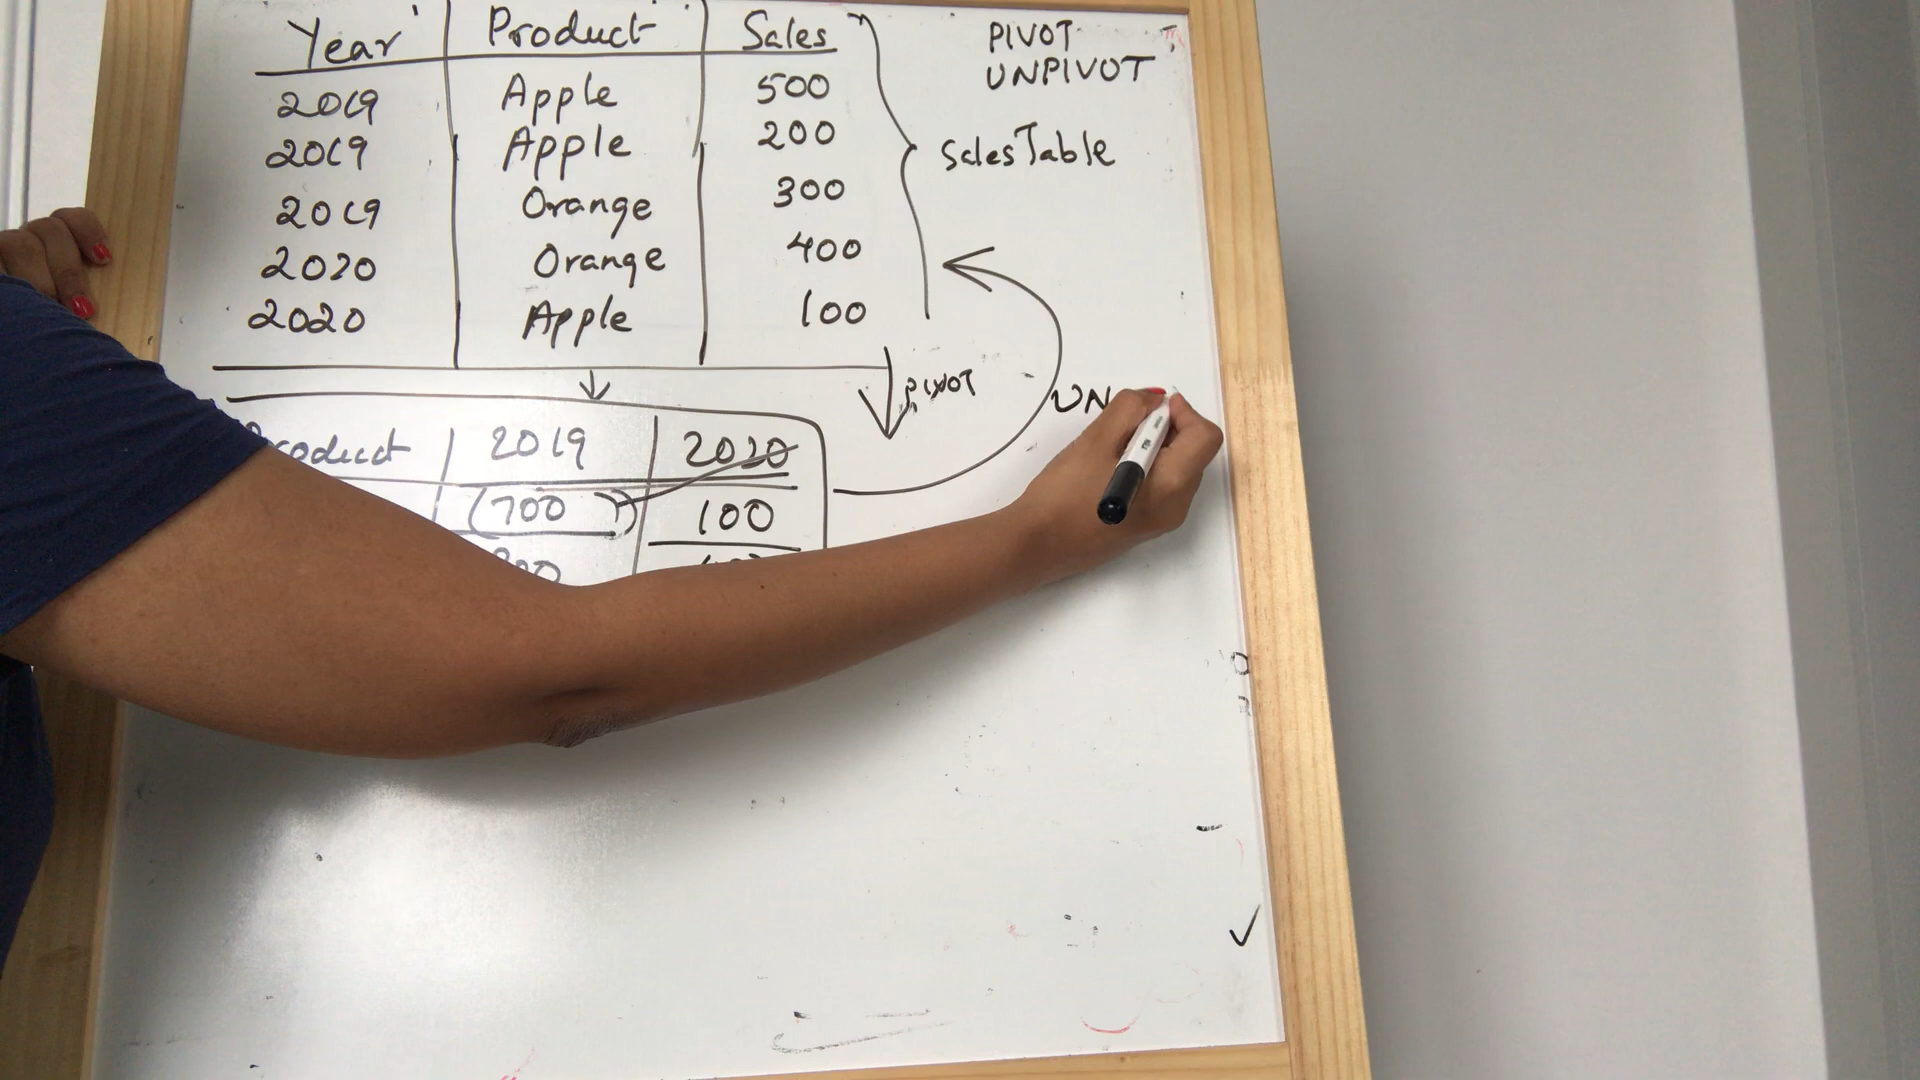 Year Product Sales
2019 Apple 500
2019 Apple 200
2019 Orange 300
2020 Orange 400
2020 Apple 100
PIVOT
UNPIVOT
SalesTable
PIVOT
UN
Product 2019 2020
(700) 100